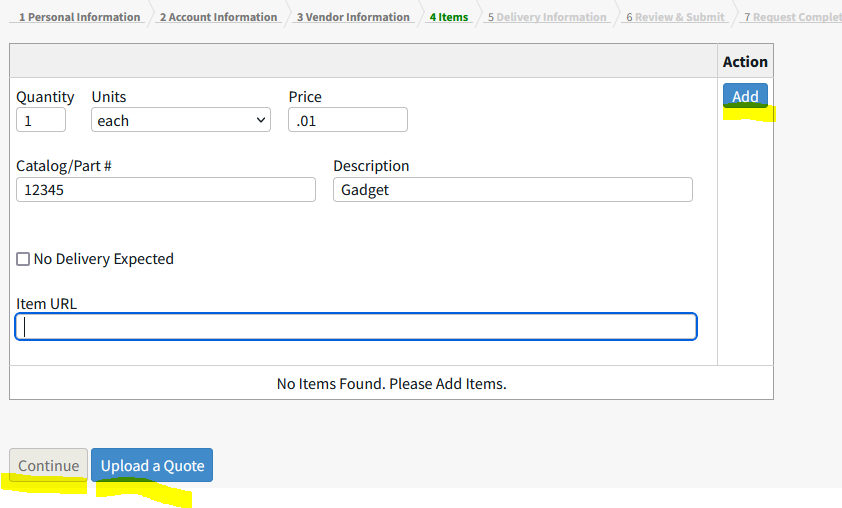 1 Personal Information 2 Account Information 3 Vendor Information 4 Items 5 Delivery Information 6 Review & Submit 7 Request Complet
Action
Quantity Units Price Add
1 each .01
Catalog/Part # Description
12345 Gadget
No Delivery Expected
Item URL
No Items Found. Please Add Items.
Continue Upload a Quote